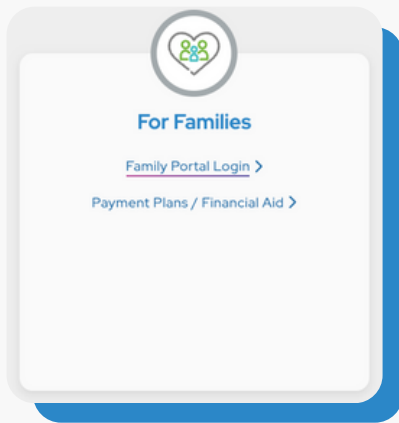 For Families
Family Portal Login
Payment Plans / Financial Aid